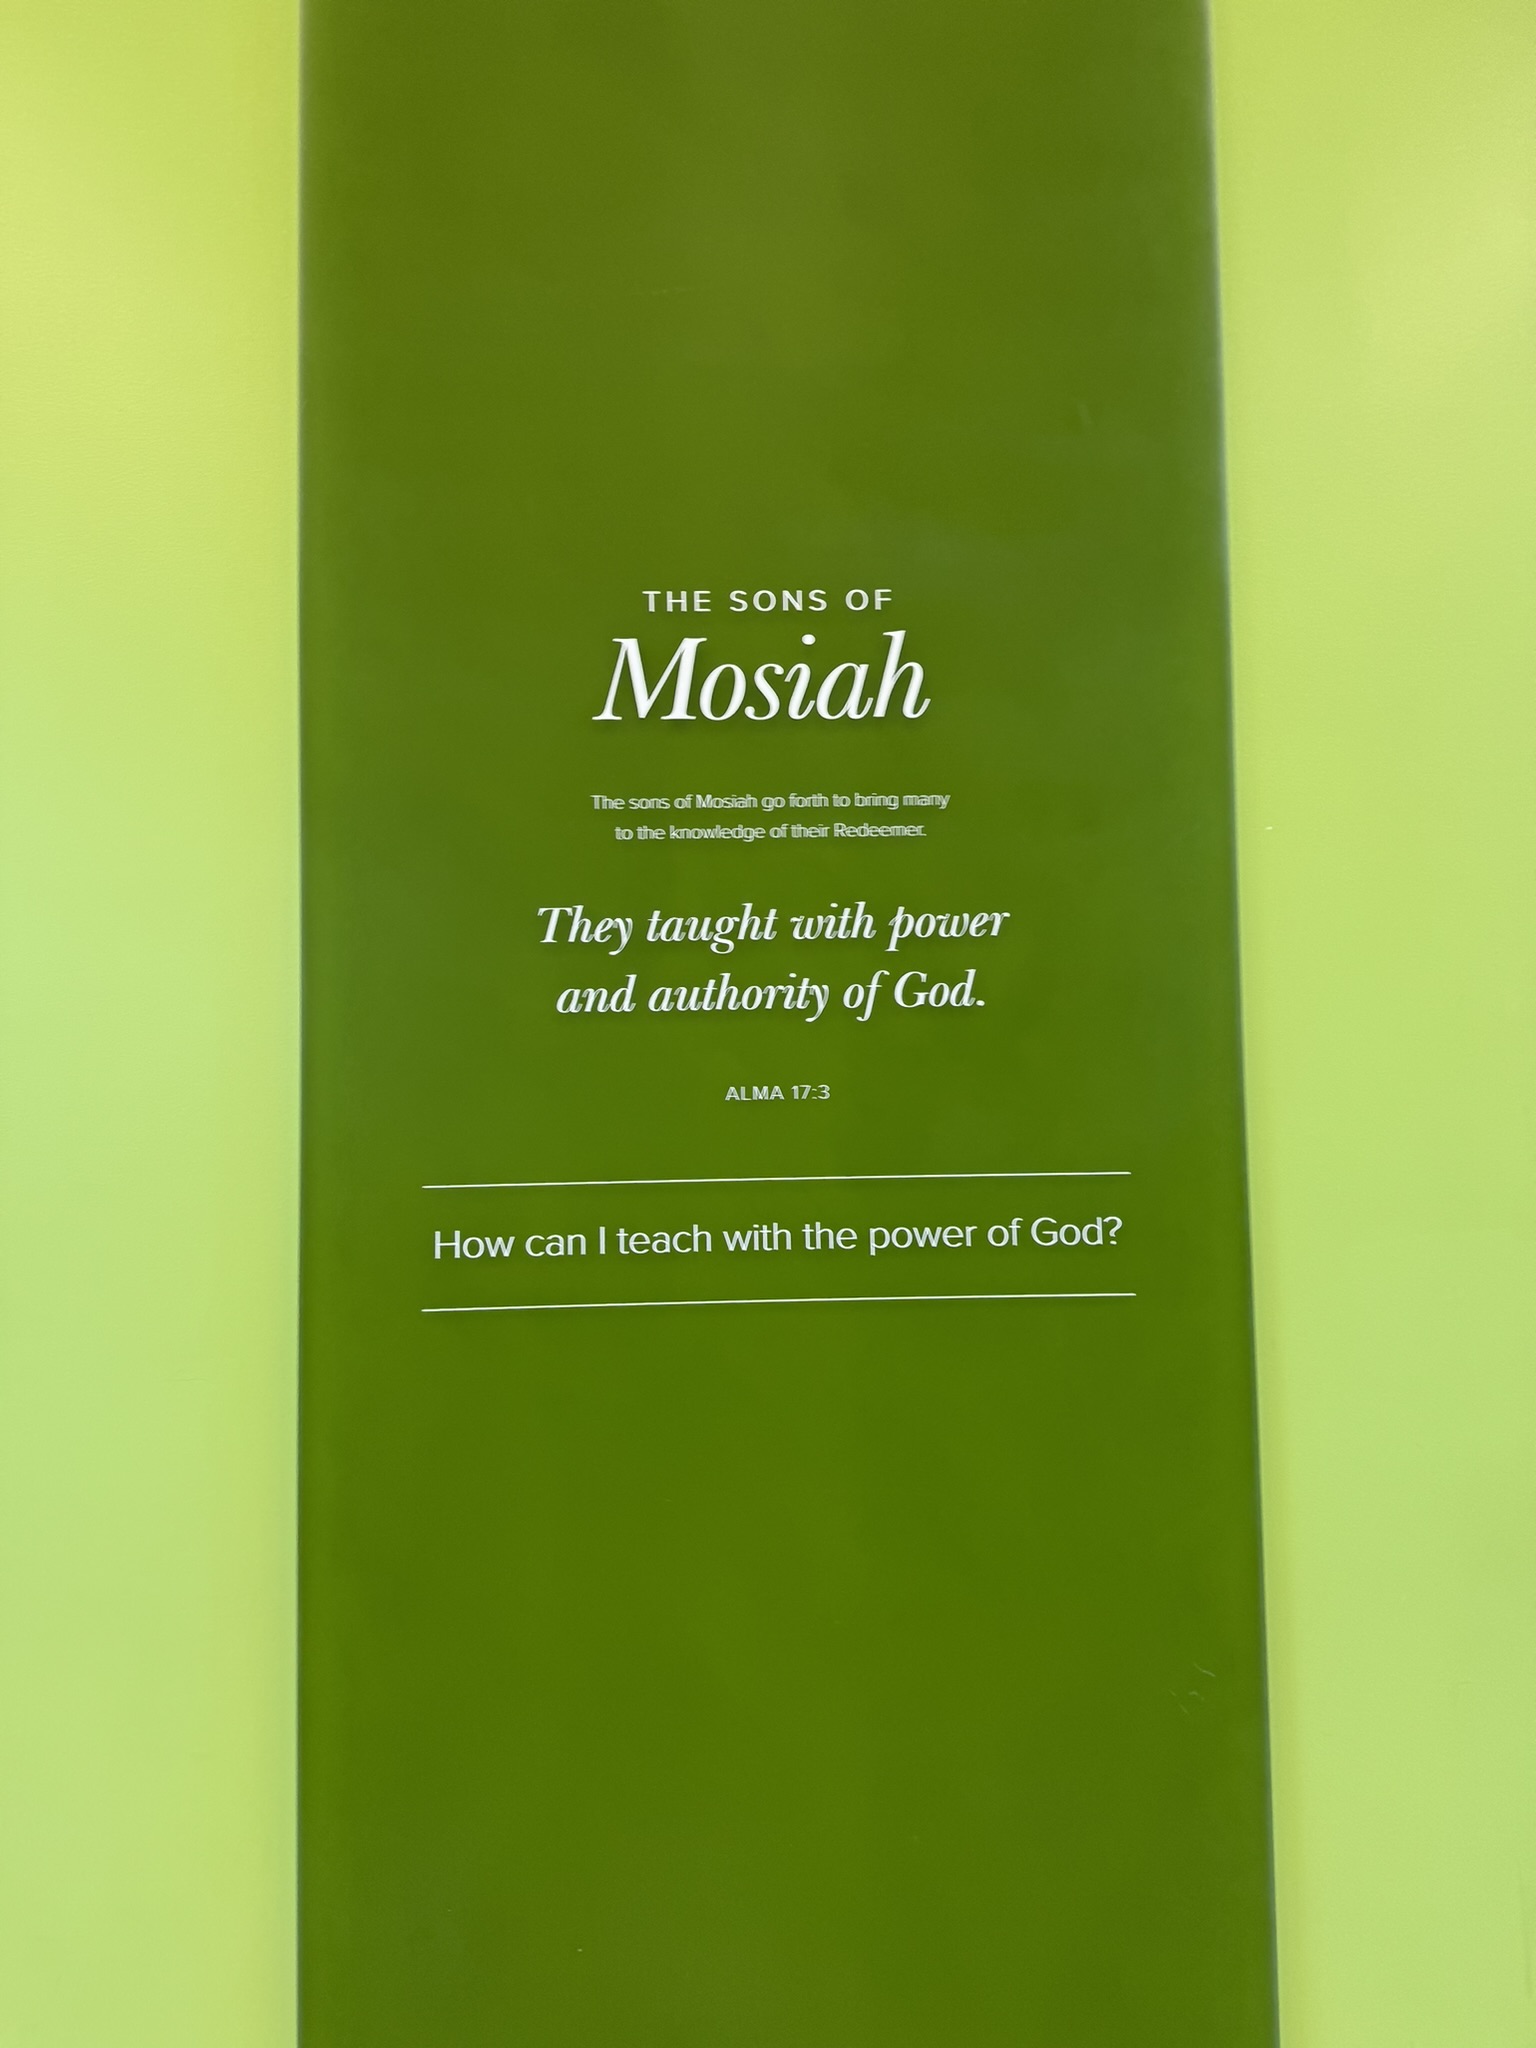 THE SONS OF
Mosiah
The sons of Mosiah go forth to bring many
to the knowledge of their Redeemer.
They taught with power
and authority of God.
ALMA 17:3
How can I teach with the power of God?